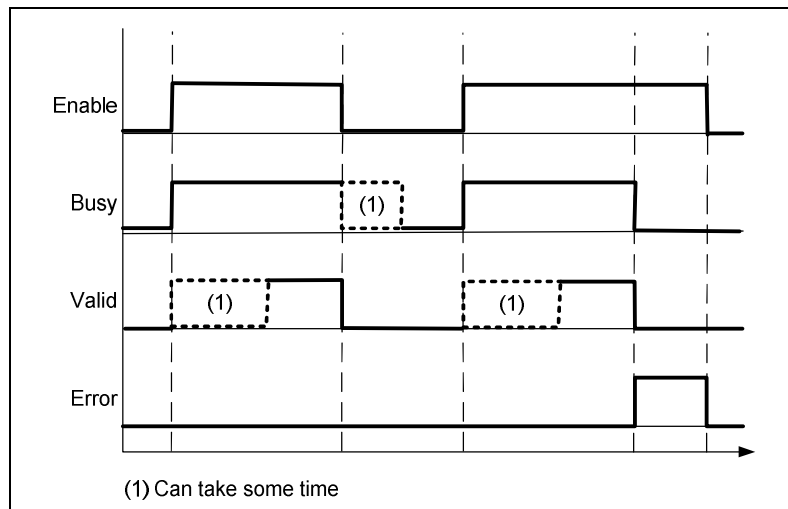 Enable
Busy
(1)
Valid
(1)
(1)
Error
(1) Can take some time